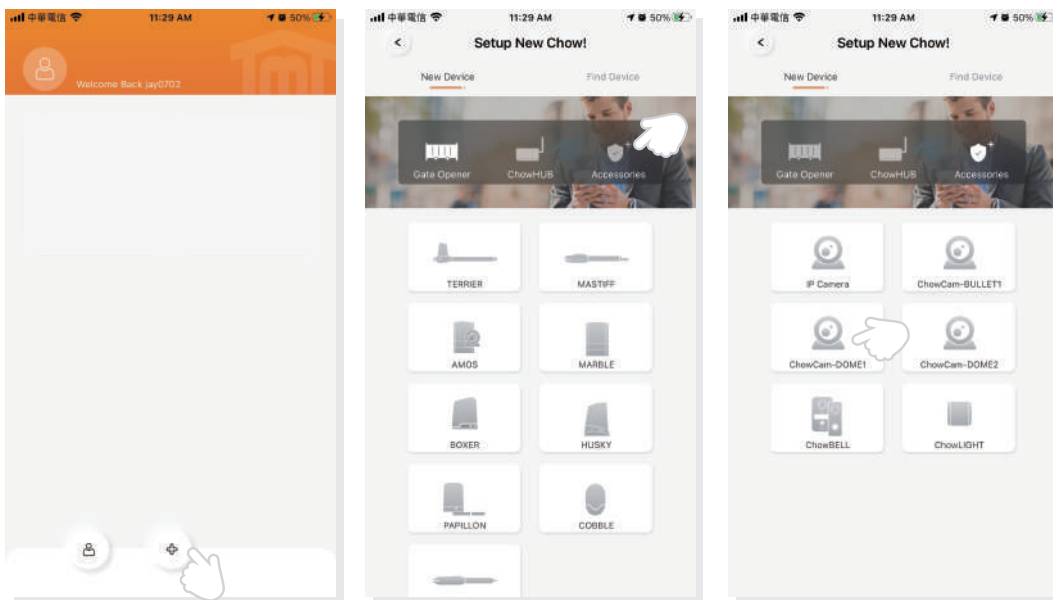 中華電信
11:29 AM
50%
Welcome Back jay0702
中華電信
11:29 AM
50%
Setup New Chow!
New Device
Find Device
Gate Opener
ChowHUB
Accessories
TERRIER
MASTIFF
AMOS
MARBLE
BOXER
HUSKY
PAPILLON
COBBLE
中華電信
11:29 AM
50%
Setup New Chow!
New Device
Find Device
Gate Opener
ChowHUB
Accessories
IP Camera
ChowCam-BULLET1
ChowCam-DOME1
ChowCam-DOME2
ChowBELL
ChowLIGHT